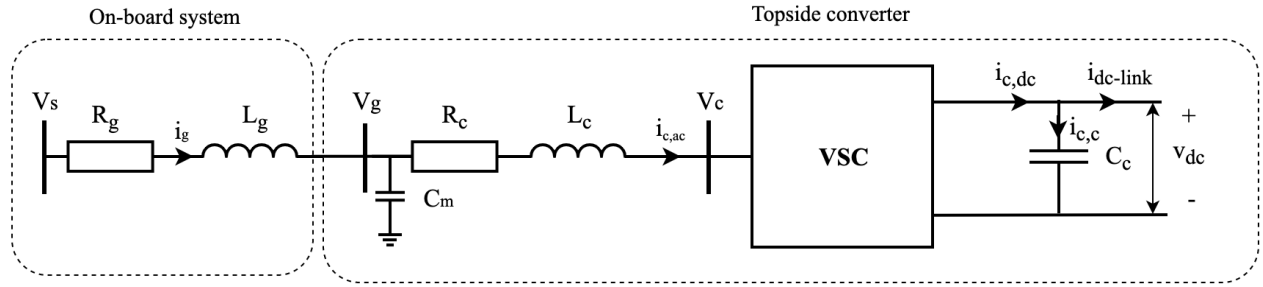 On-board system
Topside converter
Vs
Rg
ig
Lg
Vg
Cm
Rc
Lc
ic,ac
Vc
VSC
ic,dc
idc-link
ic,c
Cc
+
vdc
-